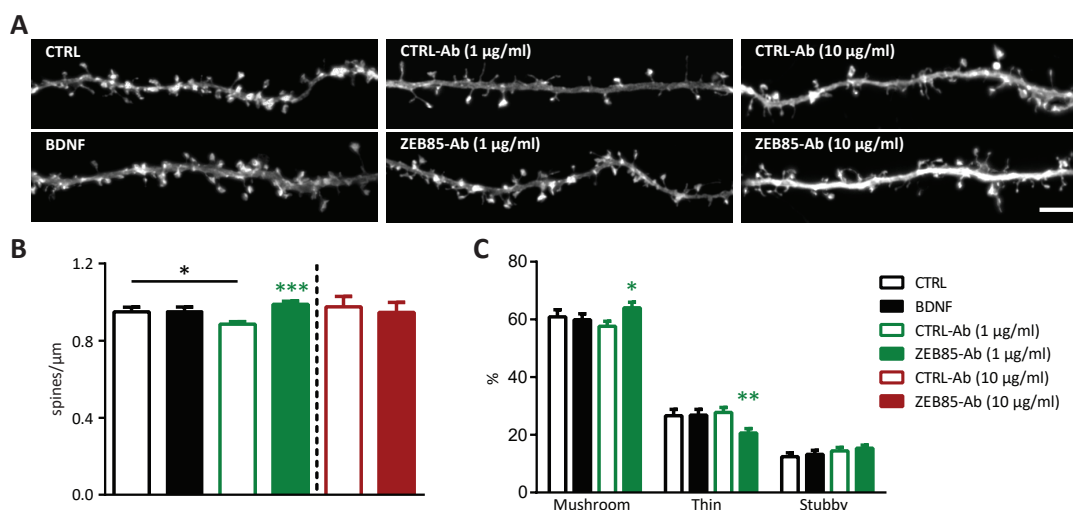 A
CTRL
CTRL-Ab (1 µg/ml)
CTRL-Ab (10 µg/ml)
BDNF
ZEB85-Ab (1 µg/ml)
ZEB85-Ab (10 µg/ml)
B
1.2
0.8
0.4
0.0
spines/µm
*
***
C
80
60
40
20
0
%
*
**
Mushroom
Thin
Stubby
CTRL
BDNF
CTRL-Ab (1 µg/ml)
ZEB85-Ab (1 µg/ml)
CTRL-Ab (10 µg/ml)
ZEB85-Ab (10 µg/ml)